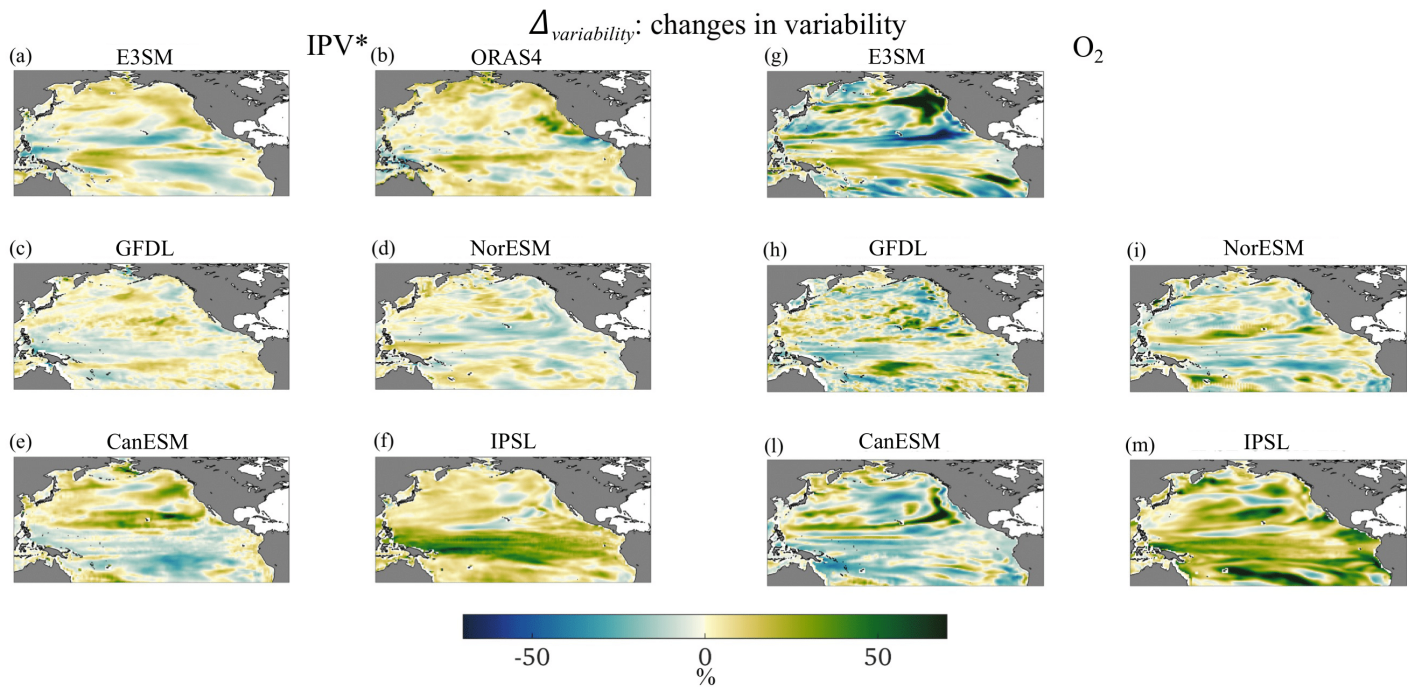 Δvariability: changes in variability
IPV*
O2
(a) E3SM
(b) ORAS4
(g) E3SM
(c) GFDL
(d) NorESM
(h) GFDL
(i) NorESM
(e) CanESM
(f) IPSL
(l) CanESM
(m) IPSL
-50 0 50
%